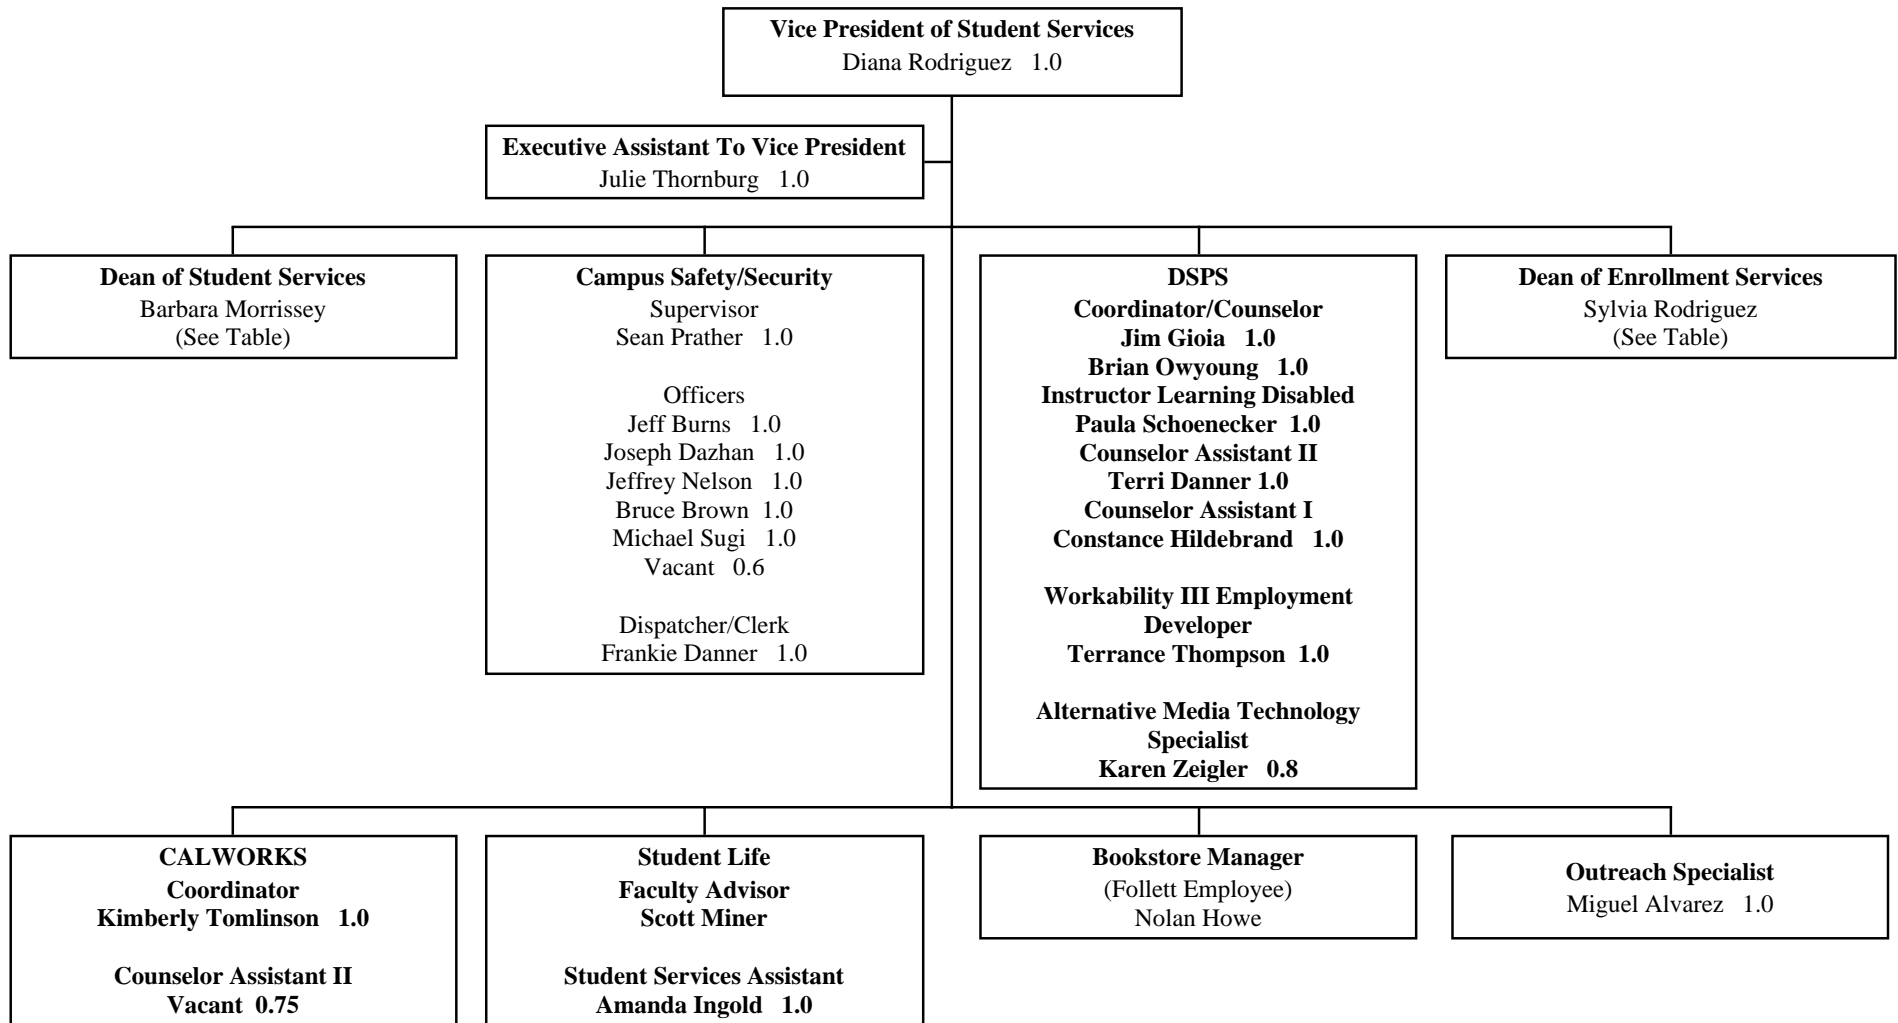 Vice President of Student Services
Diana Rodriguez 1.0
Executive Assistant To Vice President
Julie Thornburg 1.0
Dean of Student Services
Barbara Morrissey
(See Table)
Campus Safety/Security
Supervisor
Sean Prather 1.0
Officers
Jeff Burns 1.0
Joseph Dazhan 1.0
Jeffrey Nelson 1.0
Bruce Brown 1.0
Michael Sugi 1.0
Vacant 0.6
Dispatcher/Clerk
Frankie Danner 1.0
DSPS
Coordinator/Counselor
Jim Gioia 1.0
Brian Owyoung 1.0
Instructor Learning Disabled
Paula Schoenecker 1.0
Counselor Assistant II
Terri Danner 1.0
Counselor Assistant I
Constance Hildebrand 1.0
Workability III Employment
Developer
Terrance Thompson 1.0
Alternative Media Technology
Specialist
Karen Zeigler 0.8
Dean of Enrollment Services
Sylvia Rodriguez
(See Table)
CALWORKS
Coordinator
Kimberly Tomlinson 1.0
Counselor Assistant II
Vacant 0.75
Student Life
Faculty Advisor
Scott Miner
Student Services Assistant
Amanda Ingold 1.0
Bookstore Manager
(Follett Employee)
Nolan Howe
Outreach Specialist
Miguel Alvarez 1.0